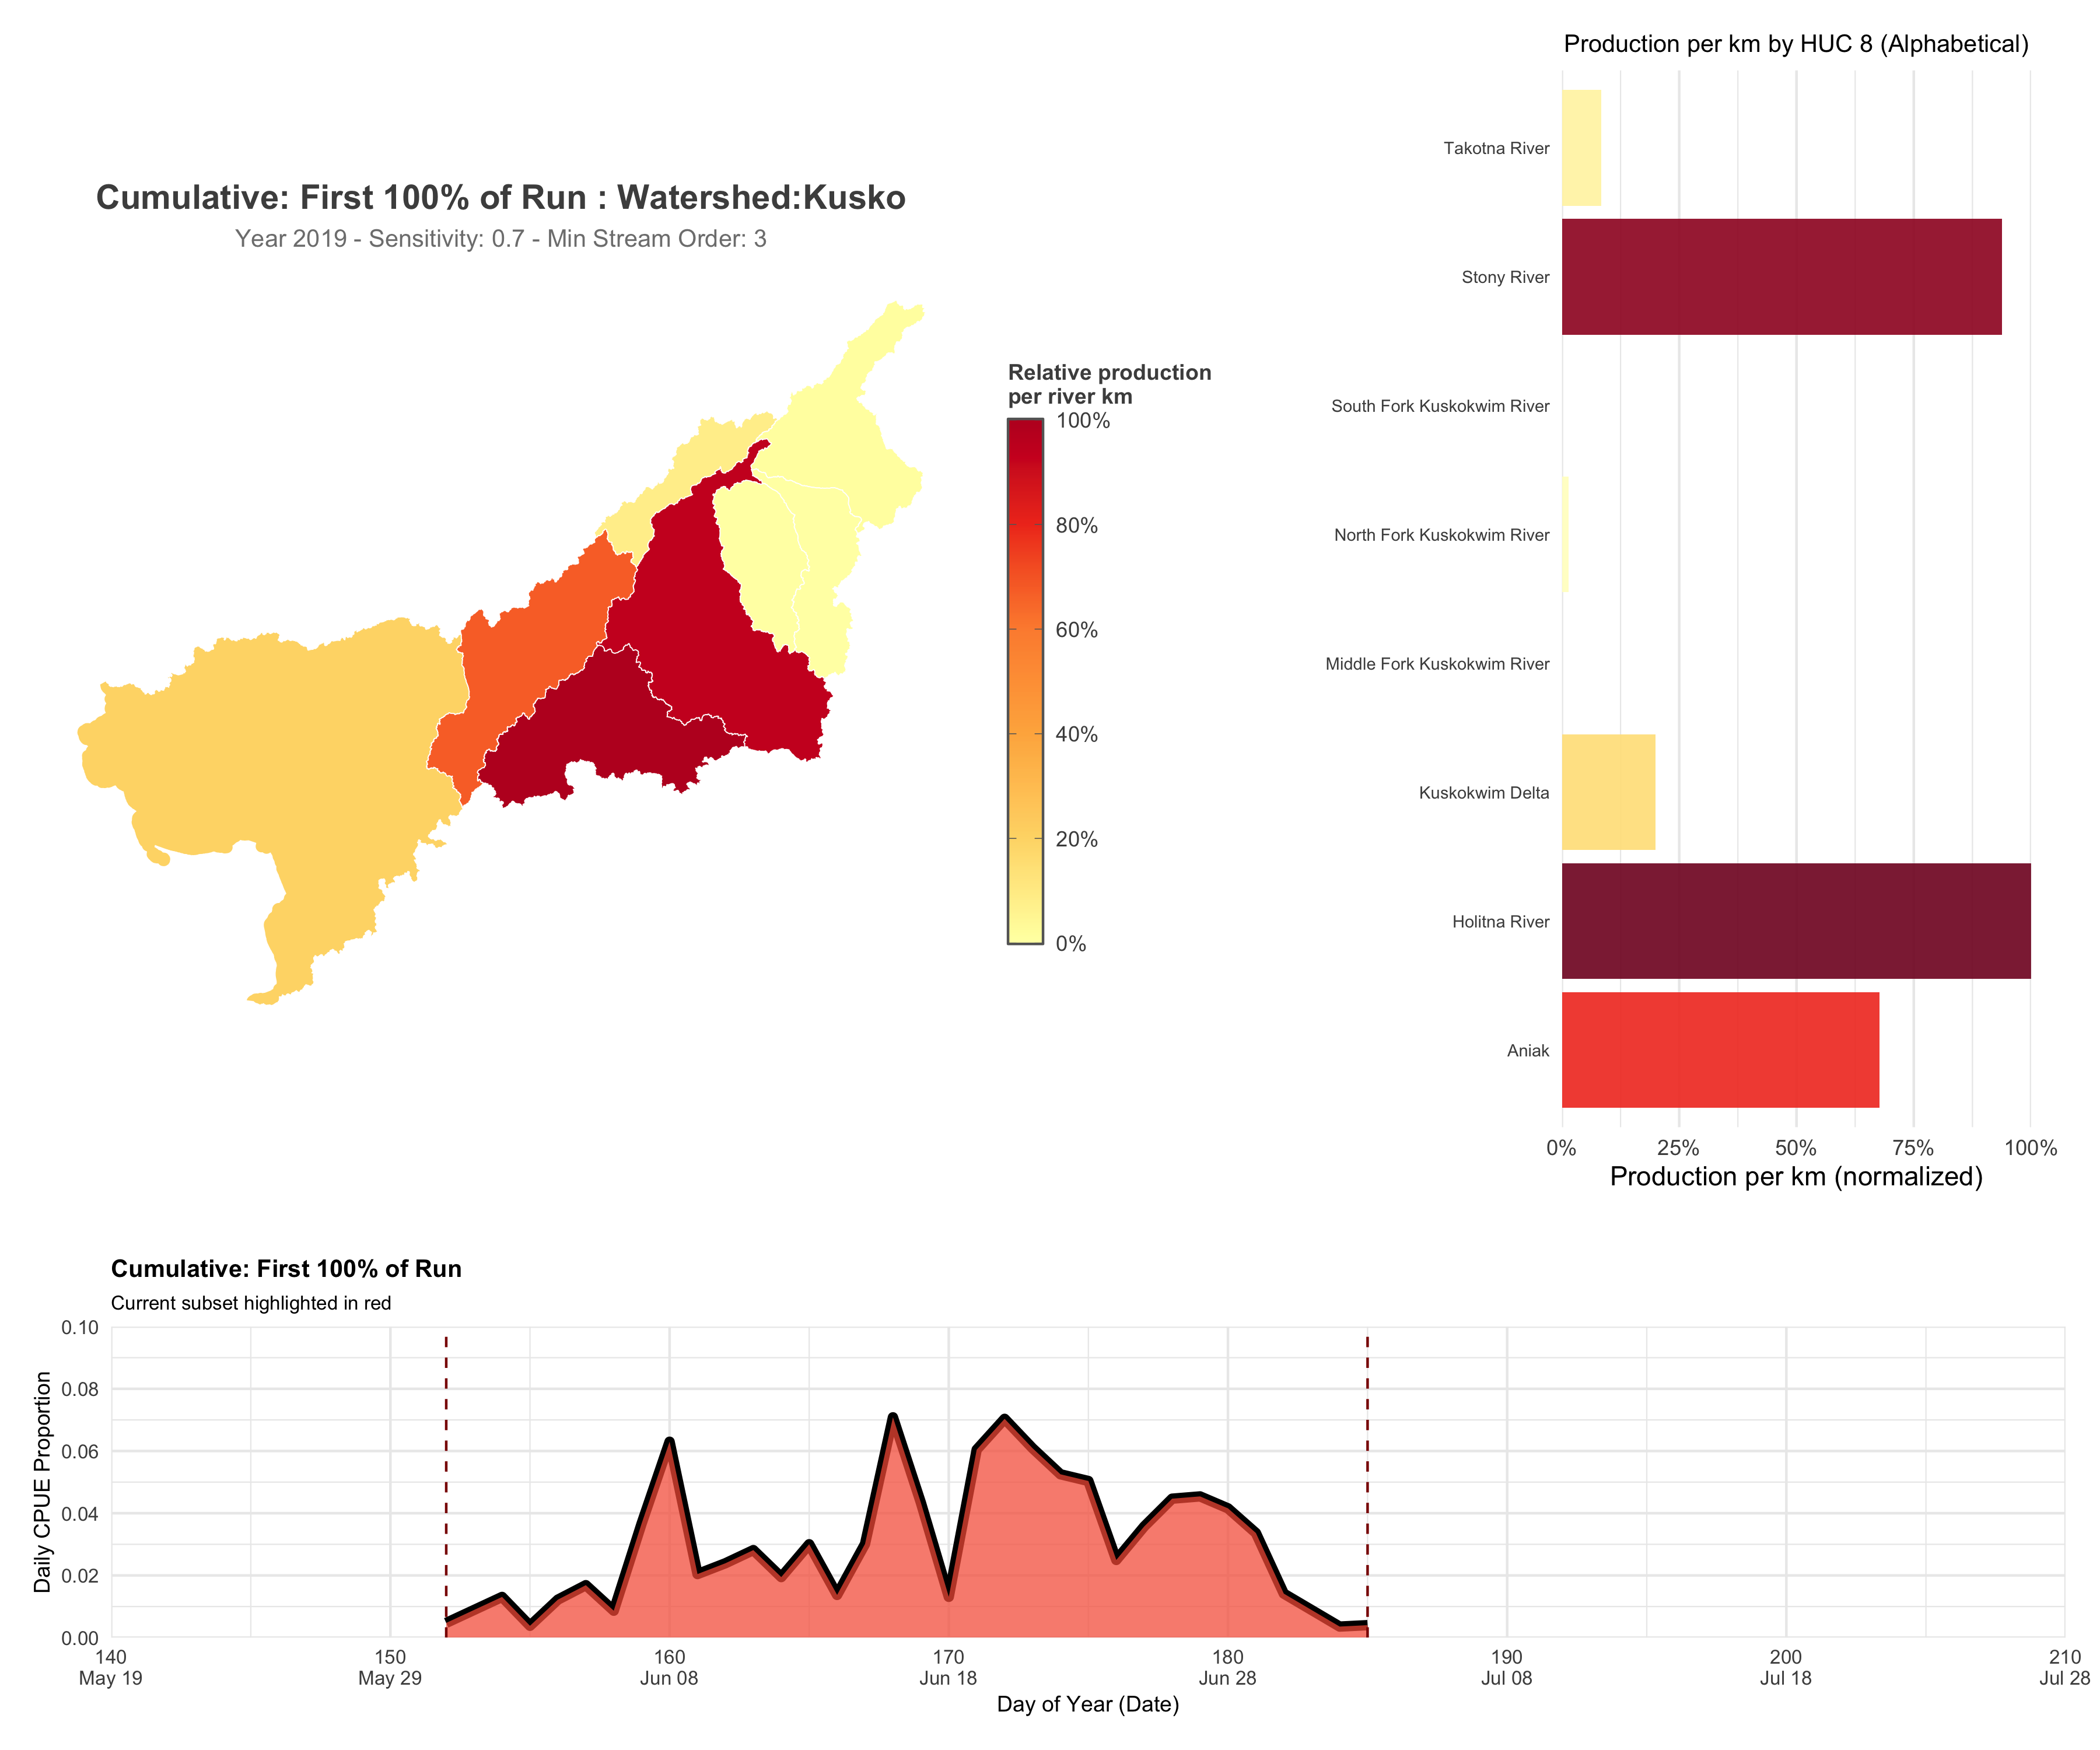 Production per km by HUC 8 (Alphabetical)
Takotna River
Stony River
South Fork Kuskokwim River
North Fork Kuskokwim River
Middle Fork Kuskokwim River
Kuskokwim Delta
Holitna River
Aniak
0% 25% 50% 75% 100%
Production per km (normalized)
Cumulative: First 100% of Run : Watershed:Kusko
Year 2019 - Sensitivity: 0.7 - Min Stream Order: 3
Relative production
per river km
100%
80%
60%
40%
20%
0%
Cumulative: First 100% of Run
Current subset highlighted in red
Daily CPUE Proportion
0.10
0.08
0.06
0.04
0.02
0.00
140 150 160 170 180 190 200 210
May 19 May 29 Jun 08 Jun 18 Jun 28 Jul 08 Jul 18 Jul 28
Day of Year (Date)